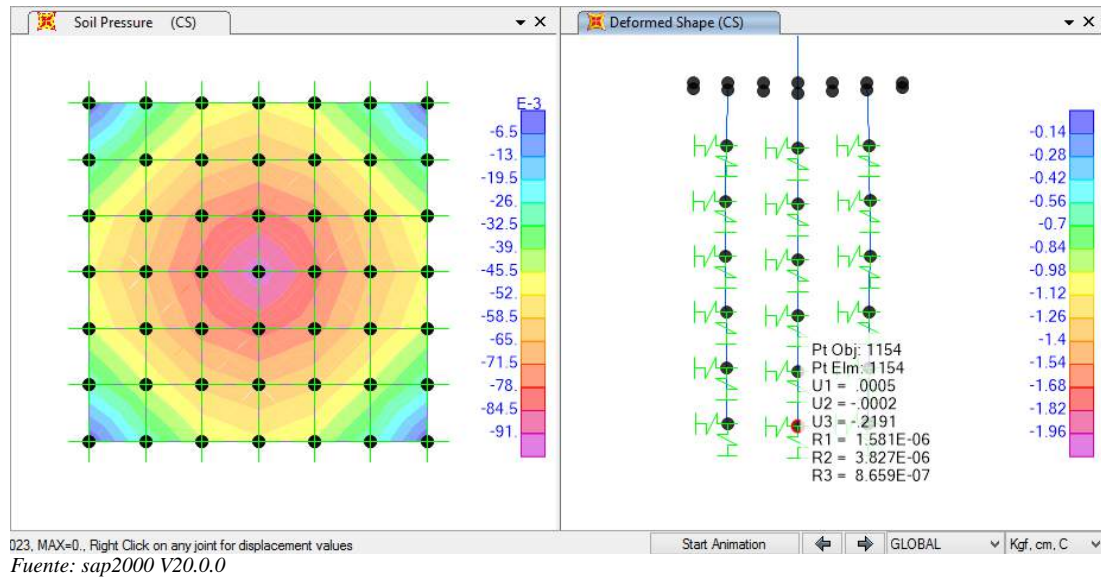 Soil Pressure (CS)
E-3
-6.5
-13.
-19.5
-26.
-32.5
-39.
-45.5
-52.
-58.5
-65.
-71.5
-78.
-84.5
-91.
Deformed Shape (CS)
-0.14
-0.28
-0.42
-0.56
-0.7
-0.84
-0.98
-1.12
-1.26
-1.4
-1.54
-1.68
-1.82
-1.96
Pt Obj: 1154
Pt Elm: 1154
U1 = .0005
U2 = -.0002
U3 = -.2191
R1 = 1.581E-06
R2 = 3.827E-06
R3 = 8.659E-07
023, MAX=0., Right Click on any joint for displacement values
Start Animation
GLOBAL
Kgf, cm, C
Fuente: sap2000 V20.0.0